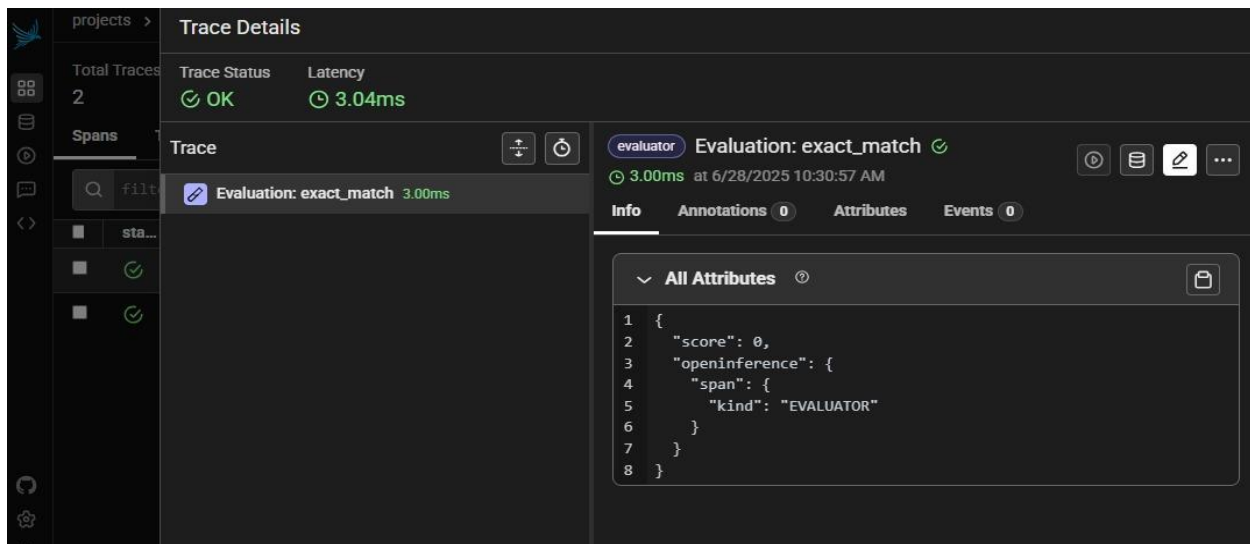 projects >
Total Traces
2
Spans
filt
sta...
Trace Details
Trace Status Latency
OK 3.04ms
Trace
Evaluation: exact_match 3.00ms
evaluator Evaluation: exact_match
3.00ms at 6/28/2025 10:30:57 AM
Info Annotations 0 Attributes Events 0
All Attributes
1 {
2 "score": 0,
3 "openinference": {
4 "span": {
5 "kind": "EVALUATOR"
6 }
7 }
8 }